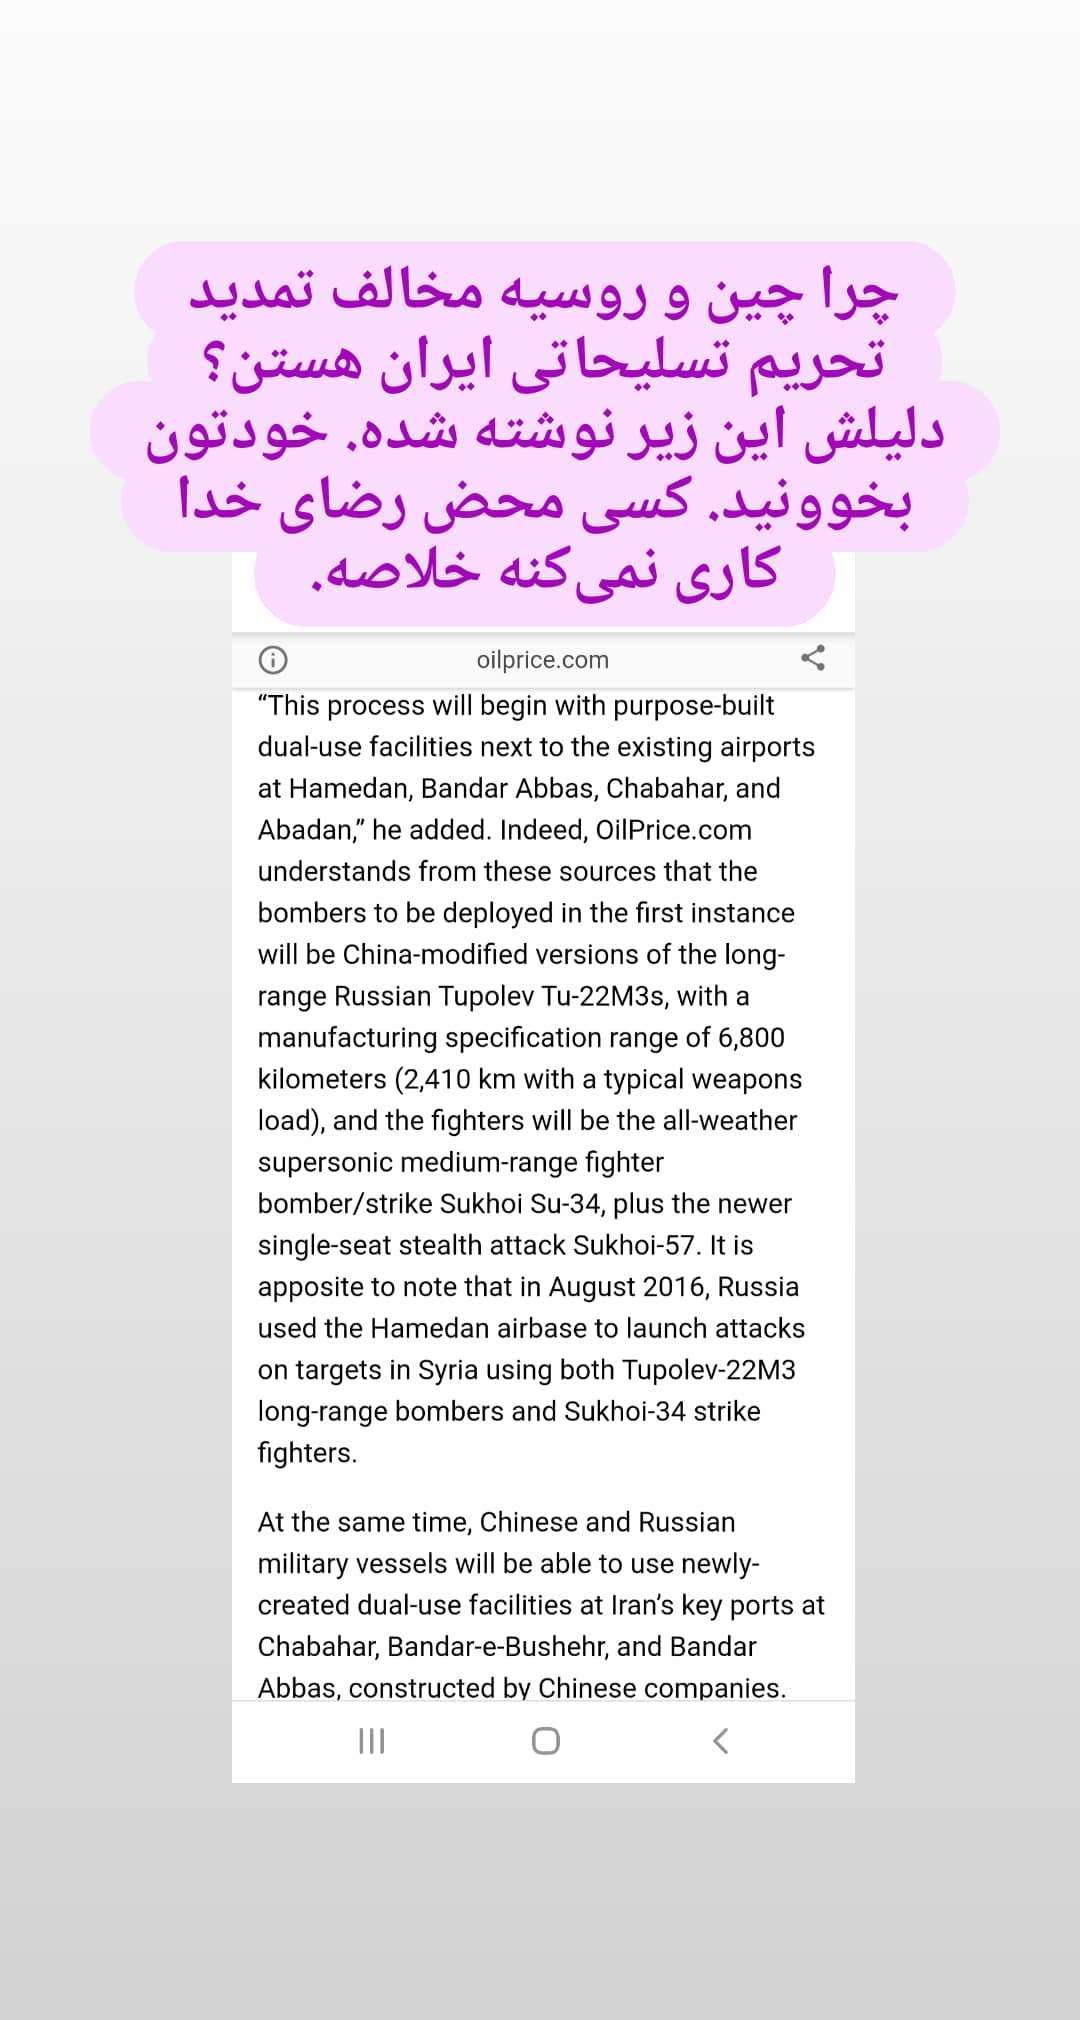 چرا چین و روسیه مخالف تمدید
تحریم تسلیحاتی ایران هستن؟
دلیلش این زیر نوشته شده. خودتون
بخوونید. کسی محض رضای خدا
کاری نمی‌کنه خلاصه.
oilprice.com
“This process will begin with purpose-built
dual-use facilities next to the existing airports
at Hamedan, Bandar Abbas, Chabahar, and
Abadan,” he added. Indeed, OilPrice.com
understands from these sources that the
bombers to be deployed in the first instance
will be China-modified versions of the long-
range Russian Tupolev Tu-22M3s, with a
manufacturing specification range of 6,800
kilometers (2,410 km with a typical weapons
load), and the fighters will be the all-weather
supersonic medium-range fighter
bomber/strike Sukhoi Su-34, plus the newer
single-seat stealth attack Sukhoi-57. It is
apposite to note that in August 2016, Russia
used the Hamedan airbase to launch attacks
on targets in Syria using both Tupolev-22M3
long-range bombers and Sukhoi-34 strike
fighters.
At the same time, Chinese and Russian
military vessels will be able to use newly-
created dual-use facilities at Iran’s key ports at
Chabahar, Bandar-e-Bushehr, and Bandar
Abbas, constructed by Chinese companies.